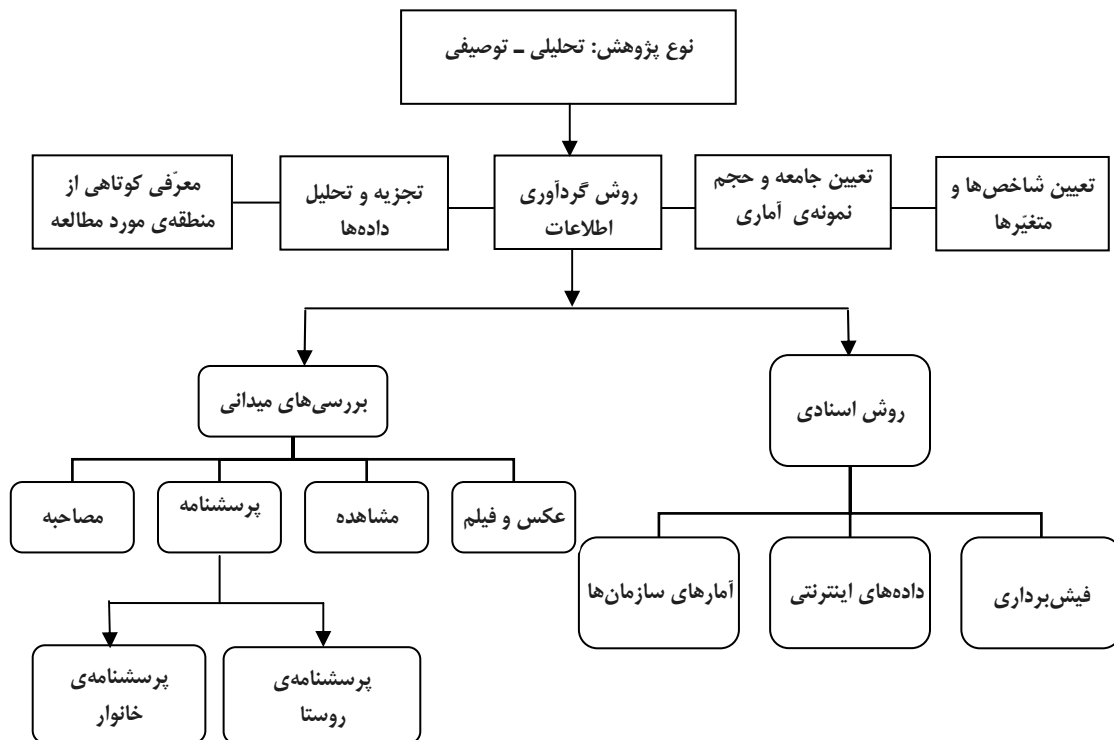 نوع پژوهش: تحلیلی ـ توصیفی
تعیین شاخص‌ها و
متغیّرها
تعیین جامعه و حجم
نمونه‌ی آماری
روش گردآوری
اطلاعات
تجزیه و تحلیل
داده‌ها
معرّفی کوتاهی از
منطقه‌ی مورد مطالعه
روش اسنادی
بررسی‌های میدانی
فیش‌برداری
داده‌های اینترنتی
آمارهای سازمان‌ها
عکس و فیلم
مشاهده
پرسشنامه
مصاحبه
پرسشنامه‌ی
روستا
پرسشنامه‌ی
خانوار